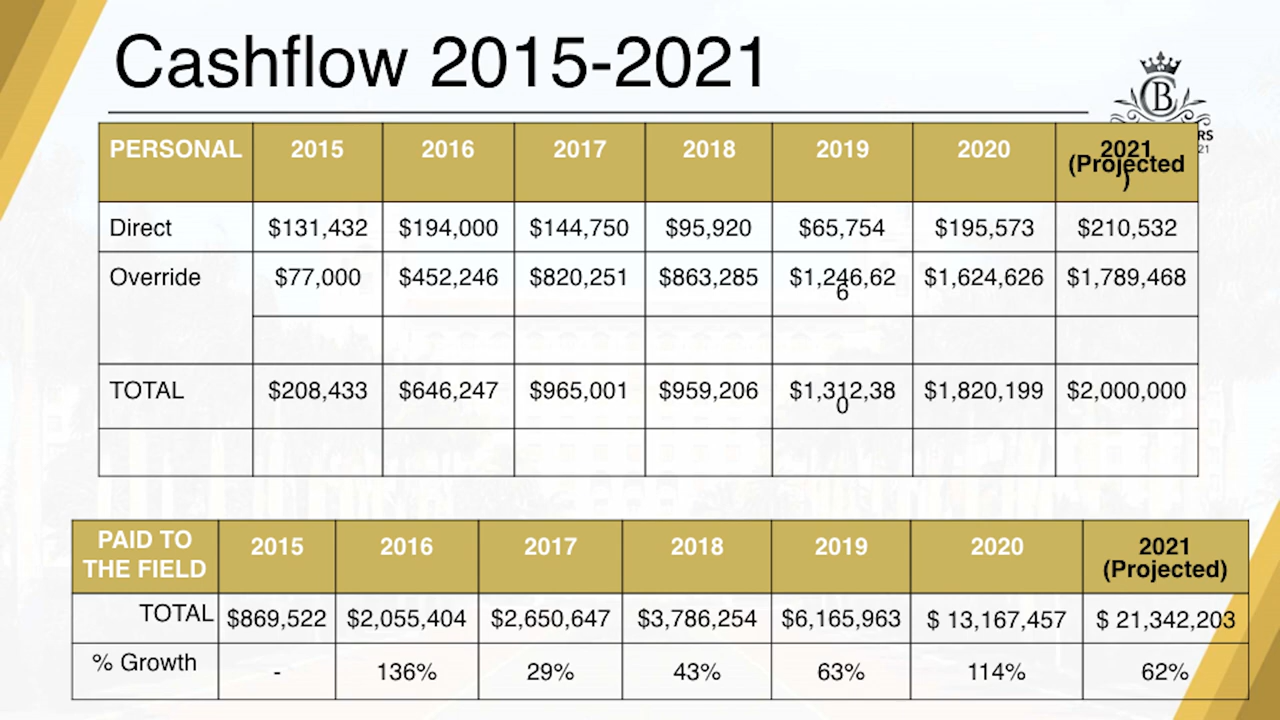 Cashflow 2015-2021
B
RS
21
PERSONAL 2015 2016 2017 2018 2019 2020 2021 (Projected)
Direct $131,432 $194,000 $144,750 $95,920 $65,754 $195,573 $210,532
Override $77,000 $452,246 $820,251 $863,285 $1,246,626 $1,624,626 $1,789,468
TOTAL $208,433 $646,247 $965,001 $959,206 $1,312,380 $1,820,199 $2,000,000
PAID TO THE FIELD 2015 2016 2017 2018 2019 2020 2021 (Projected)
TOTAL $869,522 $2,055,404 $2,650,647 $3,786,254 $6,165,963 $ 13,167,457 $ 21,342,203
% Growth - 136% 29% 43% 63% 114% 62%